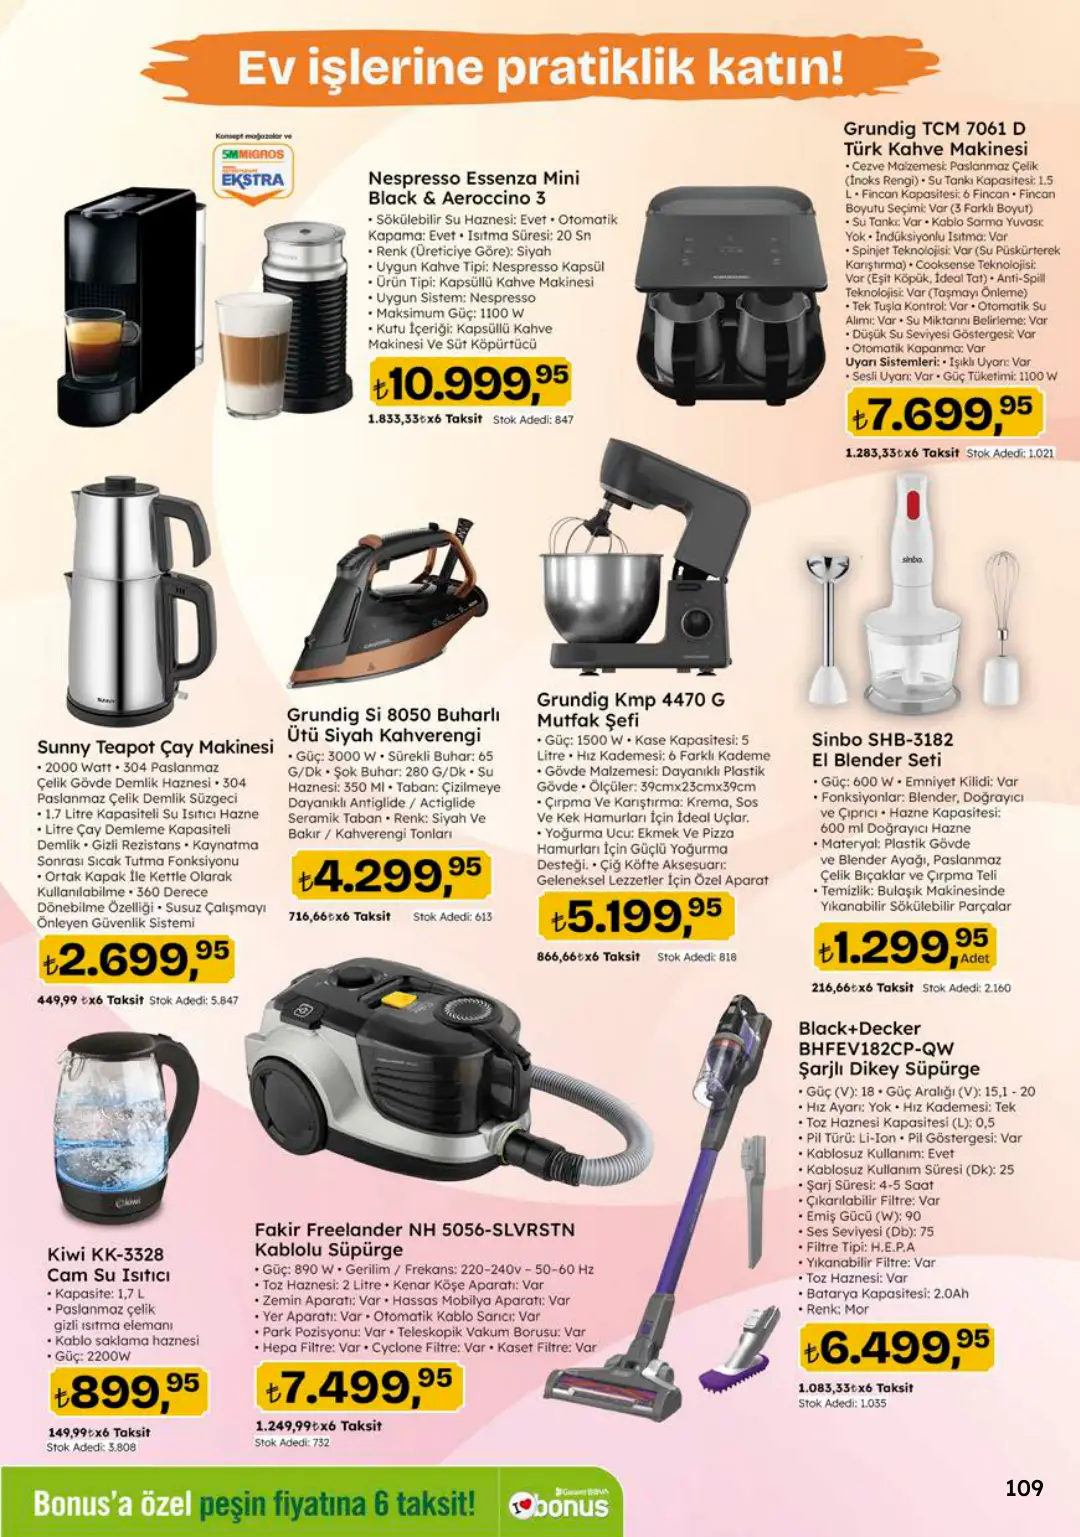 Ev işlerine pratiklik katın!
Konsept mağazalar ve
5MMIGROS
EKSTRA
Nespresso Essenza Mini
Black & Aeroccino 3
• Sökülebilir Su Haznesi: Evet • Otomatik
Kapama: Evet • Isıtma Süresi: 20 Sn
• Renk (Üreticiye Göre): Siyah
• Uygun Kahve Tipi: Nespresso Kapsül
• Ürün Tipi: Kapsüllü Kahve Makinesi
• Uygun Sistem: Nespresso
• Maksimum Güç: 1100 W
• Kutu İçeriği: Kapsüllü Kahve
Makinesi Ve Süt Köpürtücü
₺10.999,95
1.833,33₺x6 Taksit Stok Adedi: 847
Grundig TCM 7061 D
Türk Kahve Makinesi
• Cezve Malzemesi: Paslanmaz Çelik
(İnoks Rengi) • Su Tankı Kapasitesi: 1.5
L • Fincan Kapasitesi: 6 Fincan • Fincan
Boyutu Seçimi: Var (3 Farklı Boyut)
• Su Tankı: Var • Kablo Sarma Yuvası:
Yok • İndüksiyonlu Isıtma: Var
• Spinjet Teknolojisi: Var (Su Püskürterek
Karıştırma) • Cooksense Teknolojisi:
Var (Eşit Köpük, İdeal Tat) • Anti-Spill
Teknolojisi: Var (Taşmayı Önleme)
• Tek Tuşla Kontrol: Var • Otomatik Su
Alımı: Var • Su Miktarını Belirleme: Var
• Düşük Su Seviyesi Göstergesi: Var
• Otomatik Kapanma: Var
Uyarı Sistemleri: • Işıklı Uyarı: Var
• Sesli Uyarı: Var • Güç Tüketimi: 1100 W
₺7.699,95
1.283,33₺x6 Taksit Stok Adedi: 1.021
Sunny Teapot Çay Makinesi
• 2000 Watt • 304 Paslanmaz
Çelik Gövde Demlik Haznesi • 304
Paslanmaz Çelik Demlik Süzgeci
• 1.7 Litre Kapasiteli Su Isıtıcı Hazne
• Litre Çay Demleme Kapasiteli
Demlik • Gizli Rezistans • Kaynatma
Sonrası Sıcak Tutma Fonksiyonu
• Ortak Kapak İle Kettle Olarak
Kullanılabilme • 360 Derece
Dönebilme Özelliği • Susuz Çalışmayı
Önleyen Güvenlik Sistemi
₺2.699,95
449,99 ₺x6 Taksit Stok Adedi: 5.847
Grundig Si 8050 Buharlı
Ütü Siyah Kahverengi
• Güç: 3000 W • Sürekli Buhar: 65
G/Dk • Şok Buhar: 280 G/Dk • Su
Haznesi: 350 Ml • Taban: Çizilmeye
Dayanıklı Antiglide / Actiglide
Seramik Taban • Renk: Siyah Ve
Bakır / Kahverengi Tonları
₺4.299,95
716,66₺x6 Taksit Stok Adedi: 613
Grundig Kmp 4470 G
Mutfak Şefi
• Güç: 1500 W • Kase Kapasitesi: 5
Litre • Hız Kademesi: 6 Farklı Kademe
• Gövde Malzemesi: Dayanıklı Plastik
Gövde • Ölçüler: 39cmx23cmx39cm
• Çırpma Ve Karıştırma: Krema, Sos
Ve Kek Hamurları İçin İdeal Uçlar.
• Yoğurma Ucu: Ekmek Ve Pizza
Hamurları İçin Güçlü Yoğurma
Desteği. • Çiğ Köfte Aksesuarı:
Geleneksel Lezzetler İçin Özel Aparat
₺5.199,95
866,66₺x6 Taksit Stok Adedi: 818
sinbo
Sinbo SHB-3182
El Blender Seti
• Güç: 600 W • Emniyet Kilidi: Var
• Fonksiyonlar: Blender, Doğrayıcı
ve Çırpıcı • Hazne Kapasitesi:
600 ml Doğrayıcı Hazne
• Materyal: Plastik Gövde
ve Blender Ayağı, Paslanmaz
Çelik Bıçaklar ve Çırpma Teli
• Temizlik: Bulaşık Makinesinde
Yıkanabilir Sökülebilir Parçalar
₺1.299,95
Adet
216,66₺x6 Taksit Stok Adedi: 2.160
kiwi
Kiwi KK-3328
Cam Su Isıtıcı
• Kapasite: 1,7 L
• Paslanmaz çelik
gizli ısıtma elemanı
• Kablo saklama haznesi
• Güç: 2200W
₺899,95
149,99₺x6 Taksit
Stok Adedi: 3.808
Fakir Freelander NH 5056-SLVRSTN
Kablolu Süpürge
• Güç: 890 W • Gerilim / Frekans: 220-240v – 50-60 Hz
• Toz Haznesi: 2 Litre • Kenar Köşe Aparatı: Var
• Zemin Aparatı: Var • Hassas Mobilya Aparatı: Var
• Yer Aparatı: Var • Otomatik Kablo Sarıcı: Var
• Park Pozisyonu: Var • Teleskopik Vakum Borusu: Var
• Hepa Filtre: Var • Cyclone Filtre: Var • Kaset Filtre: Var
₺7.499,95
1.249,99₺x6 Taksit
Stok Adedi: 732
Black+Decker
BHFEV182CP-QW
Şarjlı Dikey Süpürge
• Güç (V): 18 • Güç Aralığı (V): 15,1 - 20
• Hız Ayarı: Yok • Hız Kademesi: Tek
• Toz Haznesi Kapasitesi (L): 0,5
• Pil Türü: Li-Ion • Pil Göstergesi: Var
• Kablosuz Kullanım: Evet
• Kablosuz Kullanım Süresi (Dk): 25
• Şarj Süresi: 4-5 Saat
• Çıkarılabilir Filtre: Var
• Emiş Gücü (W): 90
• Ses Seviyesi (Db): 75
• Filtre Tipi: H.E.P.A
• Yıkanabilir Filtre: Var
• Toz Haznesi: Var
• Batarya Kapasitesi: 2.0Ah
• Renk: Mor
₺6.499,95
1.083,33₺x6 Taksit
Stok Adedi: 1.035
Bonus'a özel peşin fiyatına 6 taksit!
Garanti BBVA
bonus
109